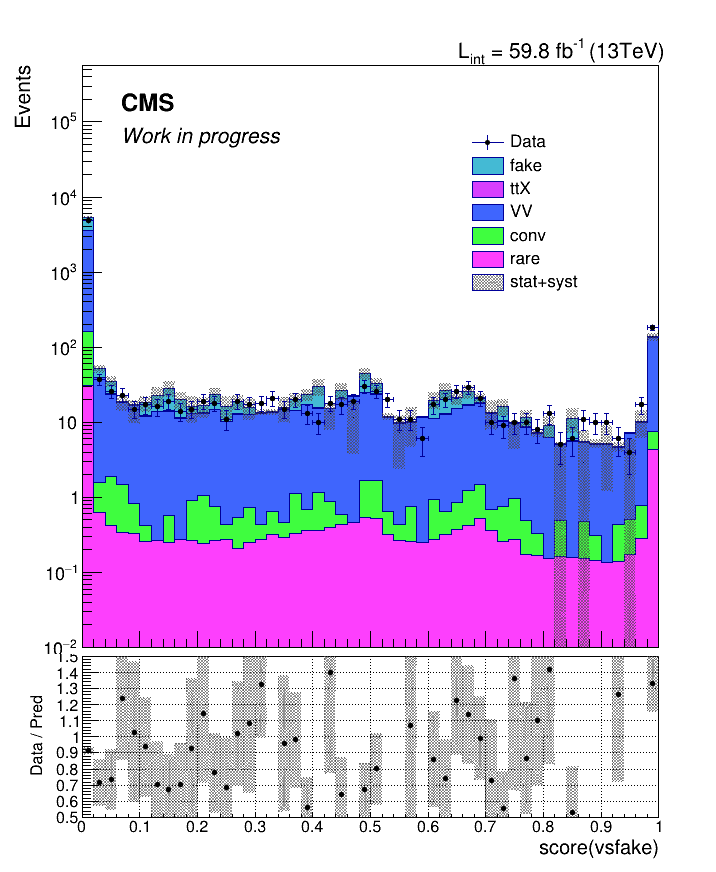 L_int = 59.8 fb^-1 (13TeV)
Events
CMS
Work in progress
Data
fake
ttX
VV
conv
rare
stat+syst
10^5
10^4
10^3
10^2
10
1
10^−1
10^−2
Data / Pred
1.5
1.4
1.3
1.2
1.1
1
0.9
0.8
0.7
0.6
0.5
0 0.1 0.2 0.3 0.4 0.5 0.6 0.7 0.8 0.9 1
score(vsfake)